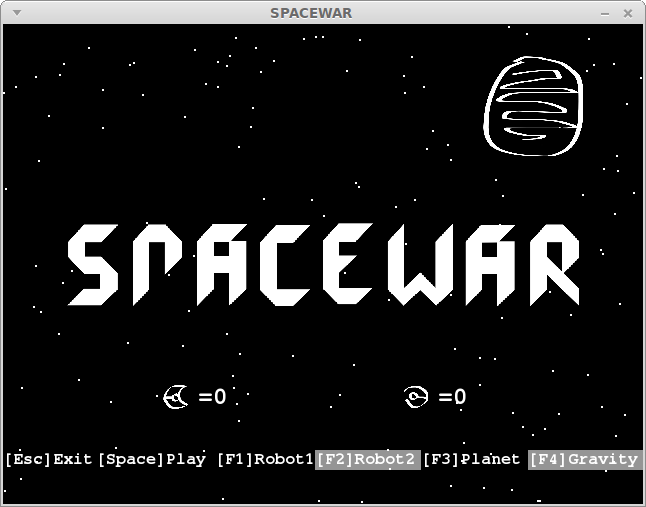 SPACEWAR
SPACEWAR
=0 =0
[Esc]Exit [Space]Play [F1]Robot1 [F2]Robot2 [F3]Planet [F4]Gravity